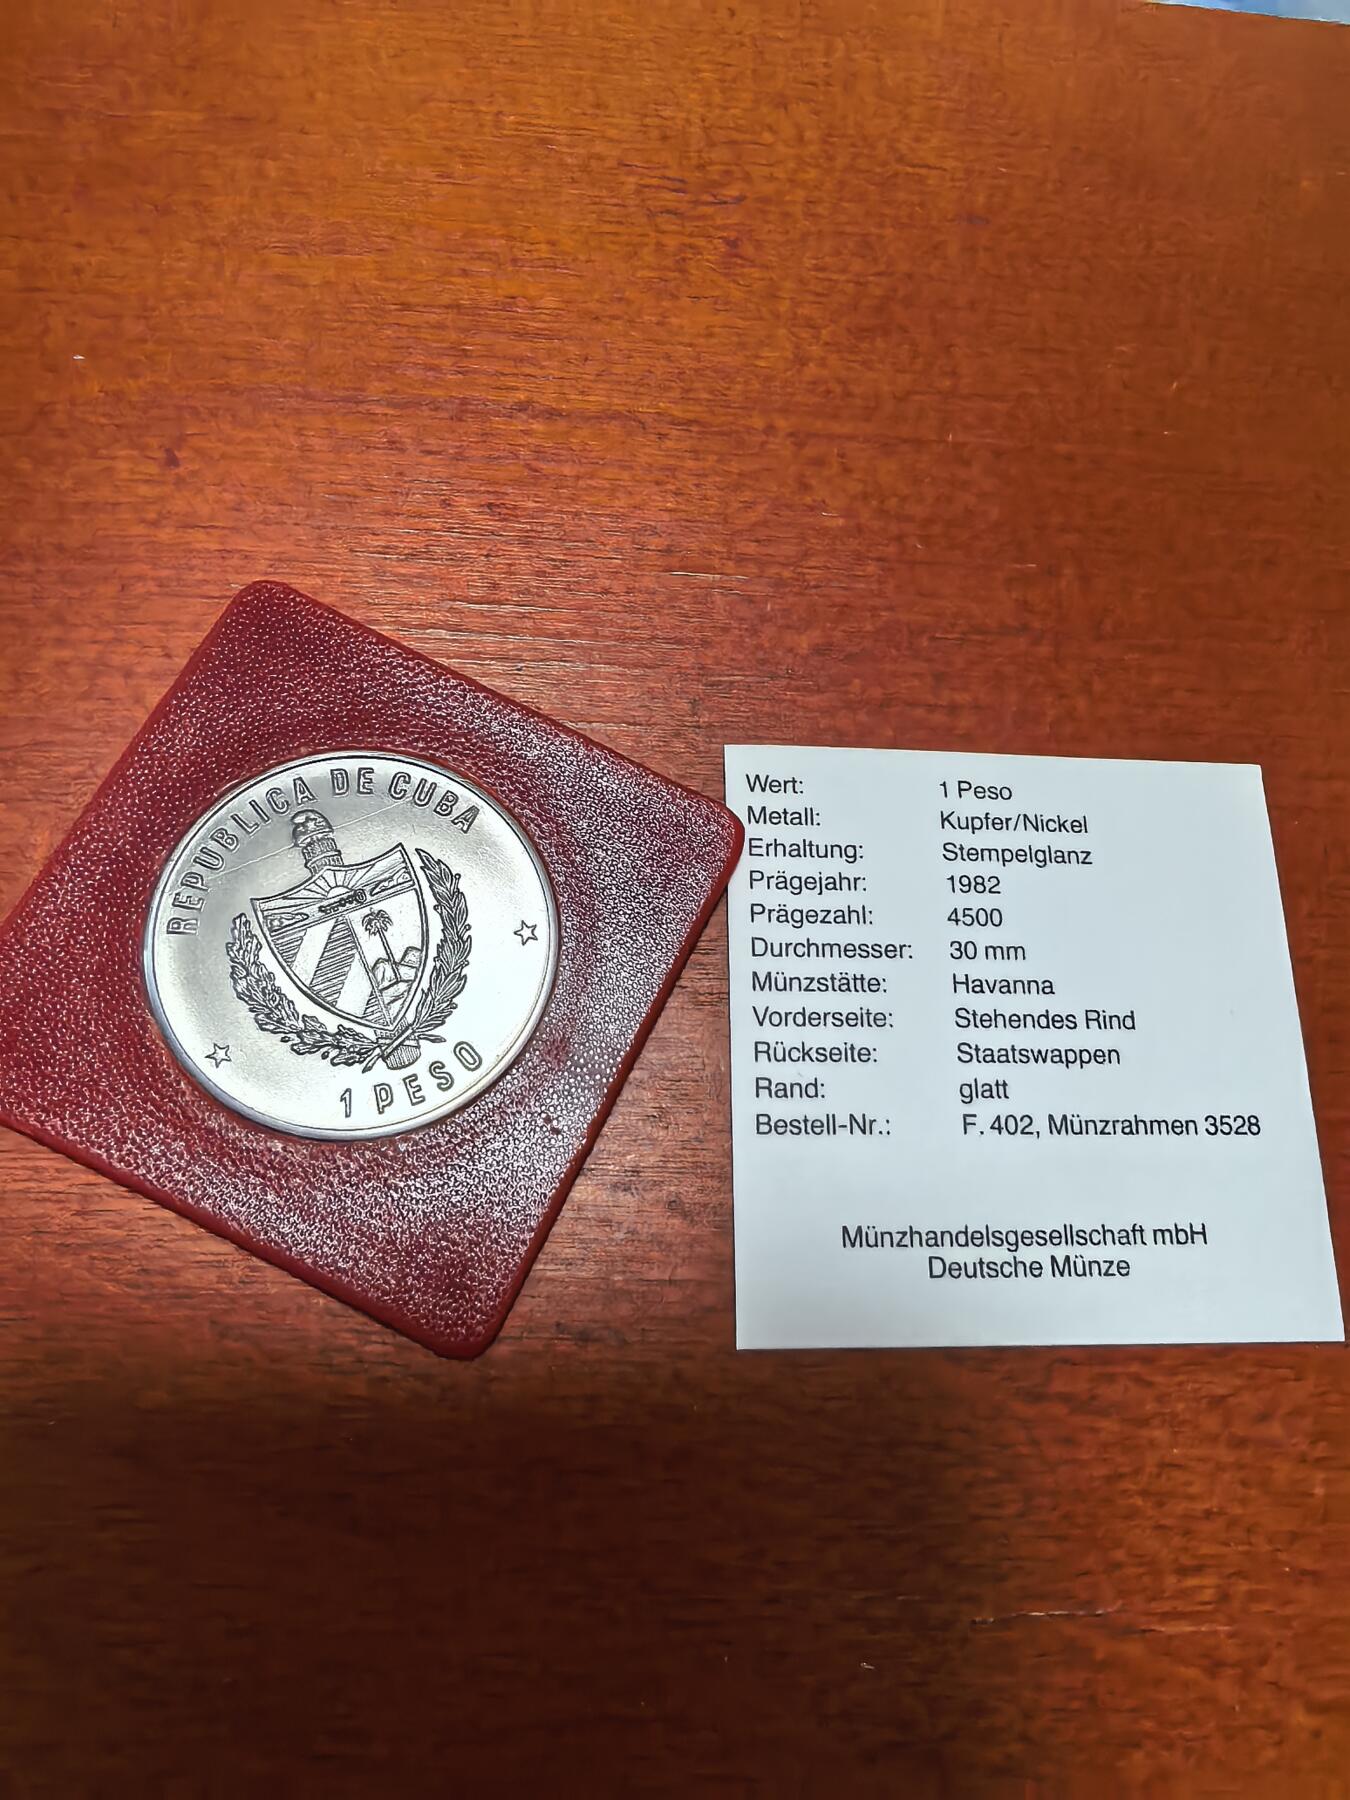 REPUBLICA DE CUBA
1 PESO
Wert: 1 Peso
Metall: Kupfer/Nickel
Erhaltung: Stempelglanz
Prägejahr: 1982
Prägezahl: 4500
Durchmesser: 30 mm
Münzstätte: Havanna
Vorderseite: Stehendes Rind
Rückseite: Staatswappen
Rand: glatt
Bestell-Nr.: F. 402, Münzrahmen 3528
Münzhandelsgesellschaft mbH
Deutsche Münze